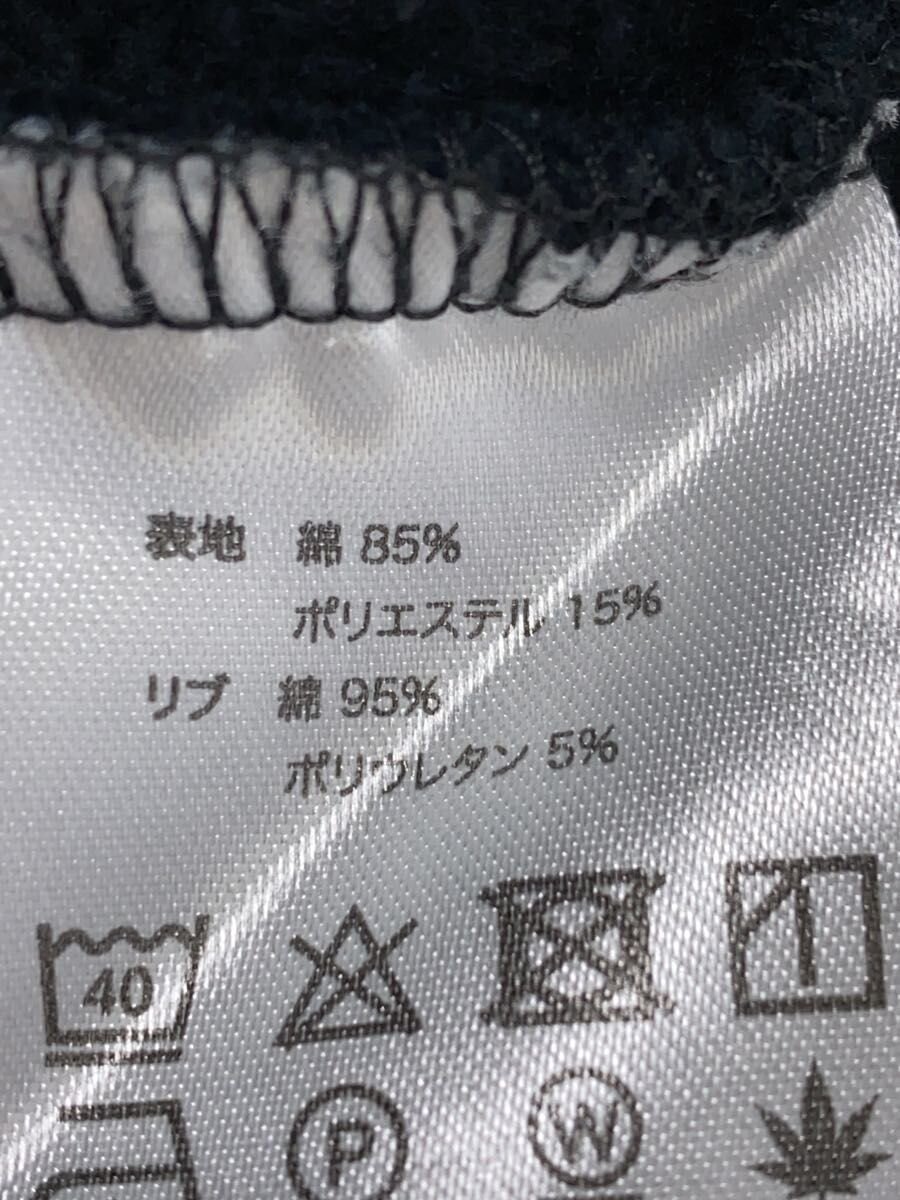 表地 綿 85%
ポリエステル 15%
リブ 綿 95%
ポリウレタン 5%
40
P W